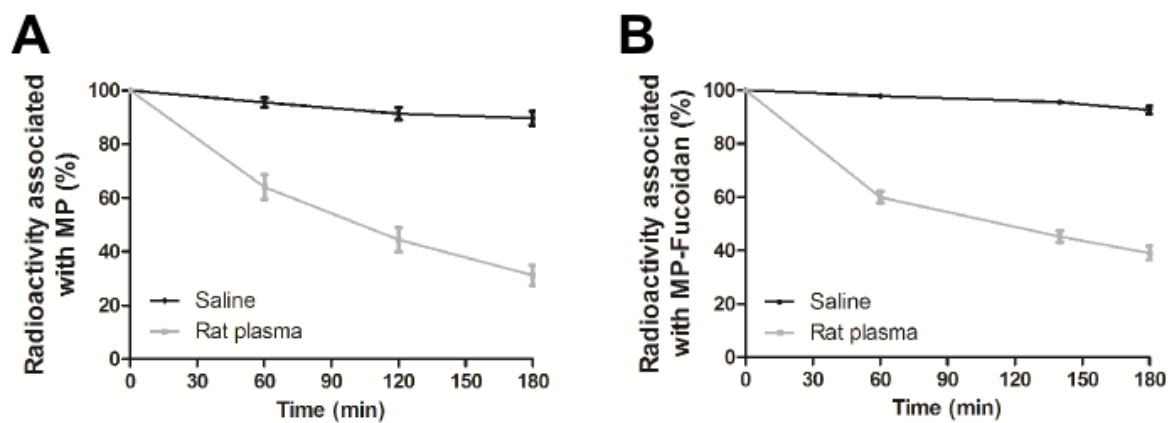 A
Radioactivity associated
with MP (%)
100
80
60
40
20
0
Saline
Rat plasma
0 30 60 90 120 150 180
Time (min)
B
Radioactivity associated
with MP-Fucoidan (%)
100
80
60
40
20
0
Saline
Rat plasma
0 30 60 90 120 150 180
Time (min)